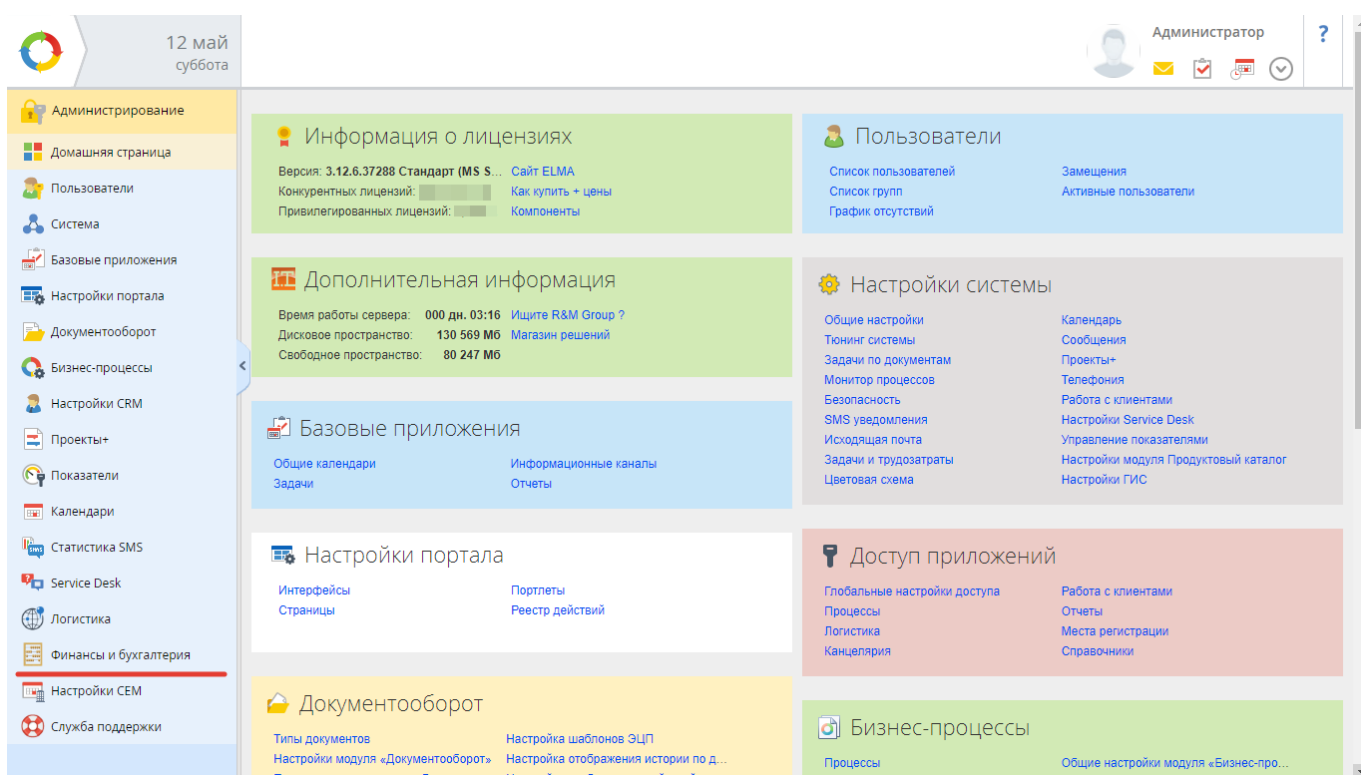 12 май
суббота
Администратор
?
Администрирование
Домашняя страница
Пользователи
Система
Базовые приложения
Настройки портала
Документооборот
Бизнес-процессы
Настройки CRM
Проекты+
Показатели
Календари
Статистика SMS
Service Desk
Логистика
Финансы и бухгалтерия
Настройки CEM
Служба поддержки
Информация о лицензиях
Версия: 3.12.6.37288 Стандарт (MS S... Сайт ELMA
Конкурентных лицензий: Как купить + цены
Привилегированных лицензий: Компоненты
Дополнительная информация
Время работы сервера: 000 дн. 03:16 Ищите R&M Group ?
Дисковое пространство: 130 569 Мб Магазин решений
Свободное пространство: 80 247 Мб
Базовые приложения
Общие календари Информационные каналы
Задачи Отчеты
Настройки портала
Интерфейсы Портлеты
Страницы Реестр действий
Документооборот
Типы документов Настройка шаблонов ЭЦП
Настройки модуля «Документооборот» Настройка отображения истории по д...
Пользователи
Список пользователей Замещения
Список групп Активные пользователи
График отсутствий
Настройки системы
Общие настройки Календарь
Тюнинг системы Сообщения
Задачи по документам Проекты+
Монитор процессов Телефония
Безопасность Работа с клиентами
SMS уведомления Настройки Service Desk
Исходящая почта Управление показателями
Задачи и трудозатраты Настройки модуля Продуктовый каталог
Цветовая схема Настройки ГИС
Доступ приложений
Глобальные настройки доступа Работа с клиентами
Процессы Отчеты
Логистика Места регистрации
Канцелярия Справочники
Бизнес-процессы
Процессы Общие настройки модуля «Бизнес-про...